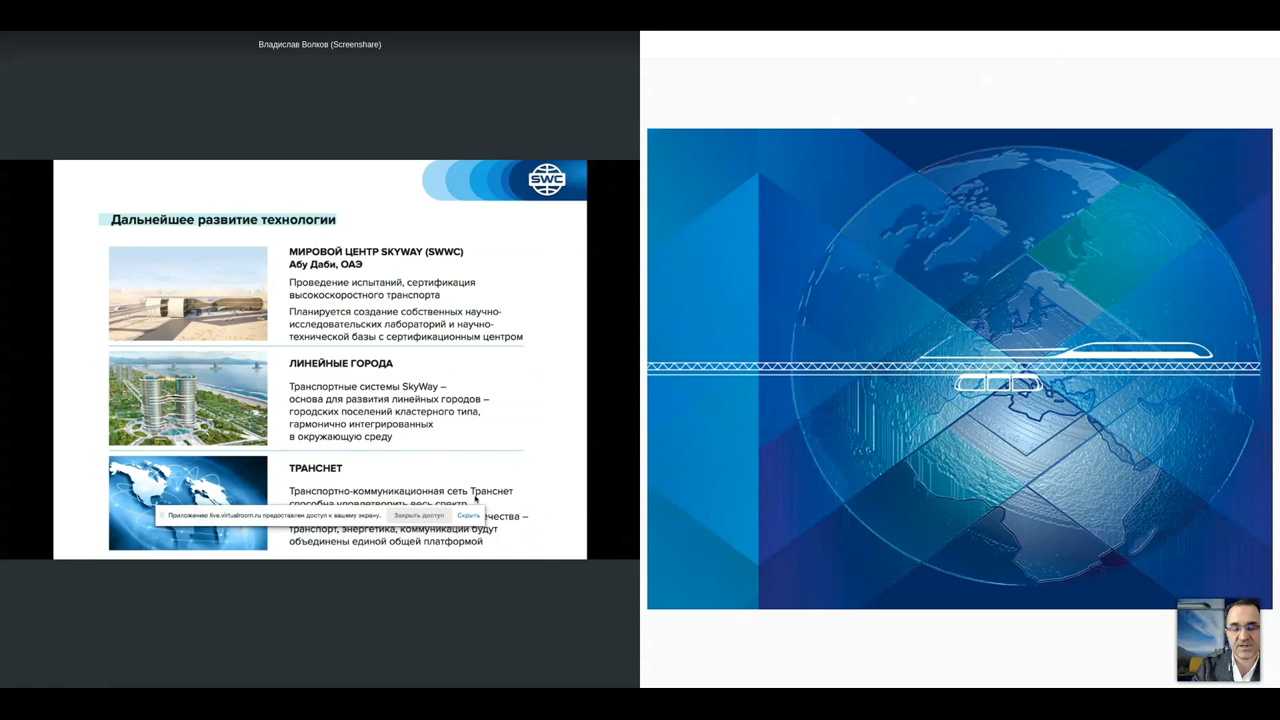 Владислав Волков (Screenshare)
SWC
Дальнейшее развитие технологии
МИРОВОЙ ЦЕНТР SKYWAY (SWWC)
Абу Даби, ОАЭ
Проведение испытаний, сертификация
высокоскоростного транспорта
Планируется создание собственных научно-
исследовательских лабораторий и научно-
технической базы с сертификационным центром
ЛИНЕЙНЫЕ ГОРОДА
Транспортные системы SkyWay –
основа для развития линейных городов –
городских поселений кластерного типа,
гармонично интегрированных
в окружающую среду
ТРАНСНЕТ
Транспортно-коммуникационная сеть Транснет
способна удовлетворить весь спектр
Приложению live.virtualroom.ru предоставлен доступ к вашему экрану.
Закрыть доступ
Скрыть
транспорт, энергетика, коммуникации будут
объединены единой общей платформой